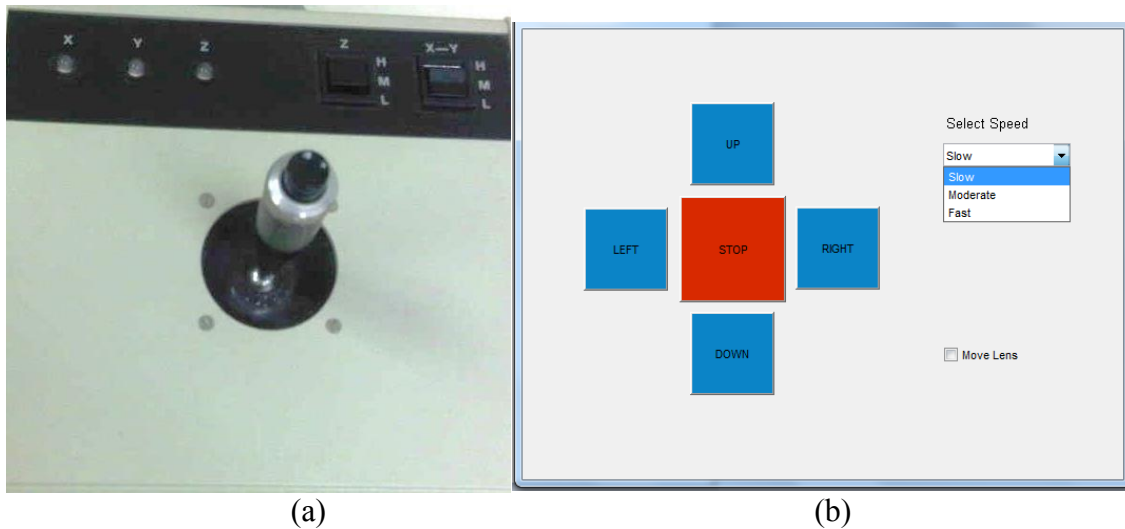 X Y Z Z X—Y
H H
M M
L L
UP
Select Speed
Slow
Slow
Moderate
Fast
LEFT STOP RIGHT
DOWN
Move Lens
(a) (b)